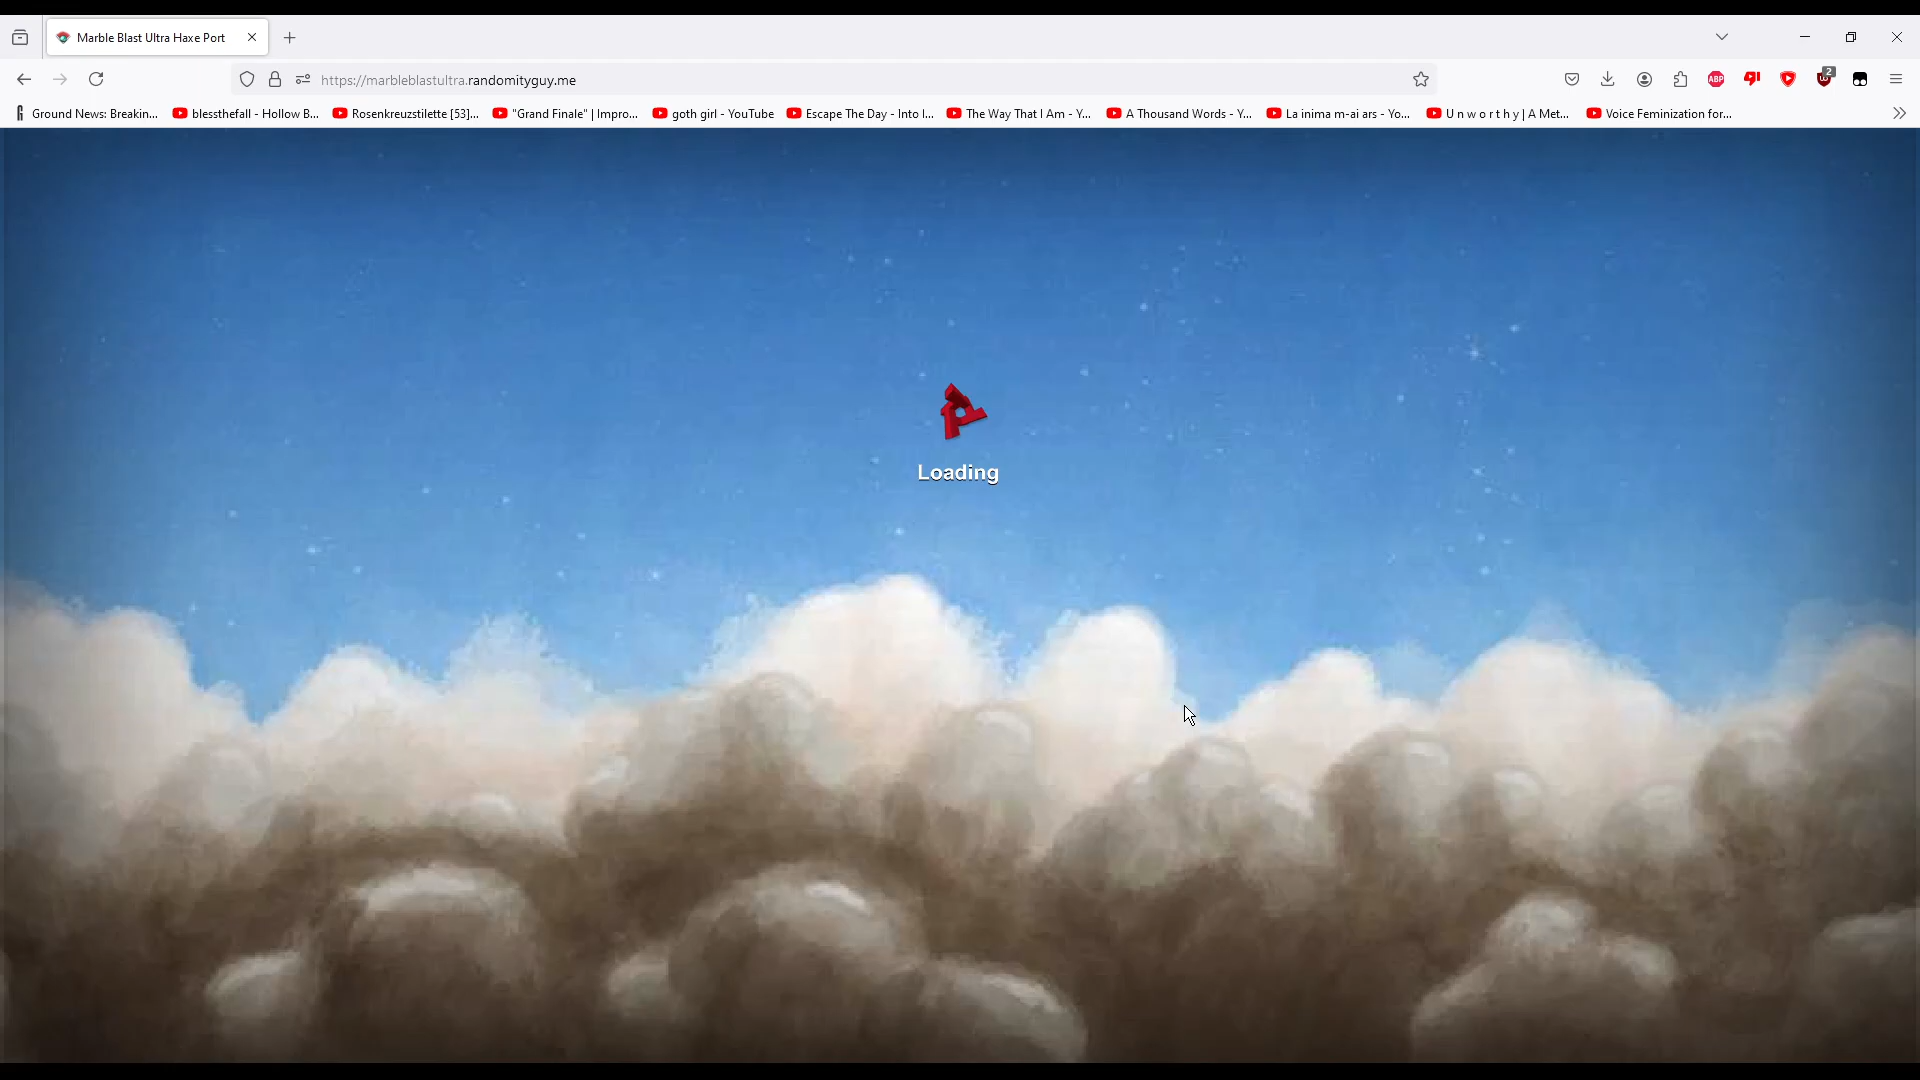 Marble Blast Ultra Haxe Port
https://marbleblastultra.randomityguy.me
2
Ground News: Breakin... blessthefall - Hollow B... Rosenkreuzstilette [53]... "Grand Finale" | Impro... goth girl - YouTube Escape The Day - Into I... The Way That I Am - Y... A Thousand Words - Y... La inima m-ai ars - Yo... U n w o r t h y | A Met... Voice Feminization for...
ABP
Loading